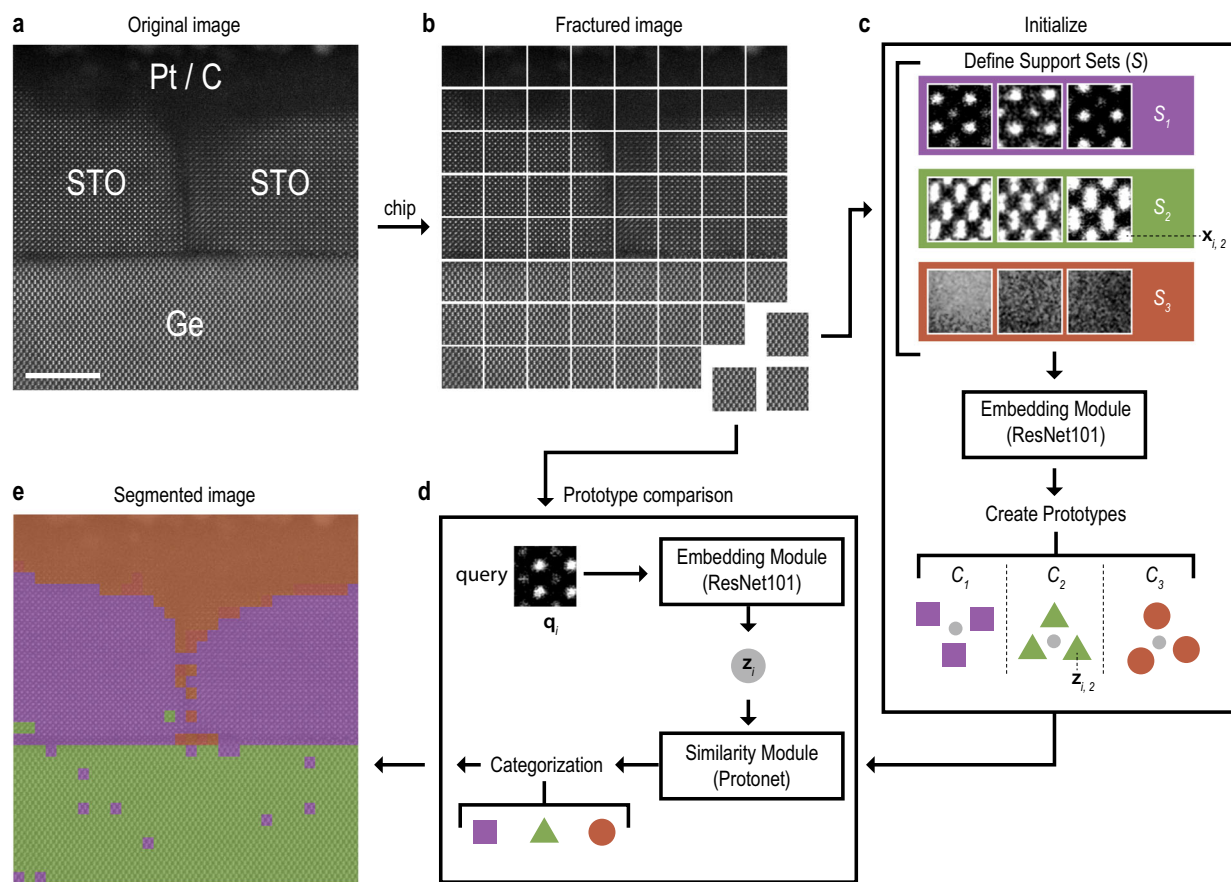 a
Original image
Pt / C
STO
STO
Ge
chip
b
Fractured image
c
Initialize
Define Support Sets (S)
S1
S2
xi, 2
S3
Embedding Module
(ResNet101)
Create Prototypes
C1
C2
C3
zi, 2
d
Prototype comparison
query
qi
Embedding Module
(ResNet101)
zi
Similarity Module
(Protonet)
Categorization
e
Segmented image